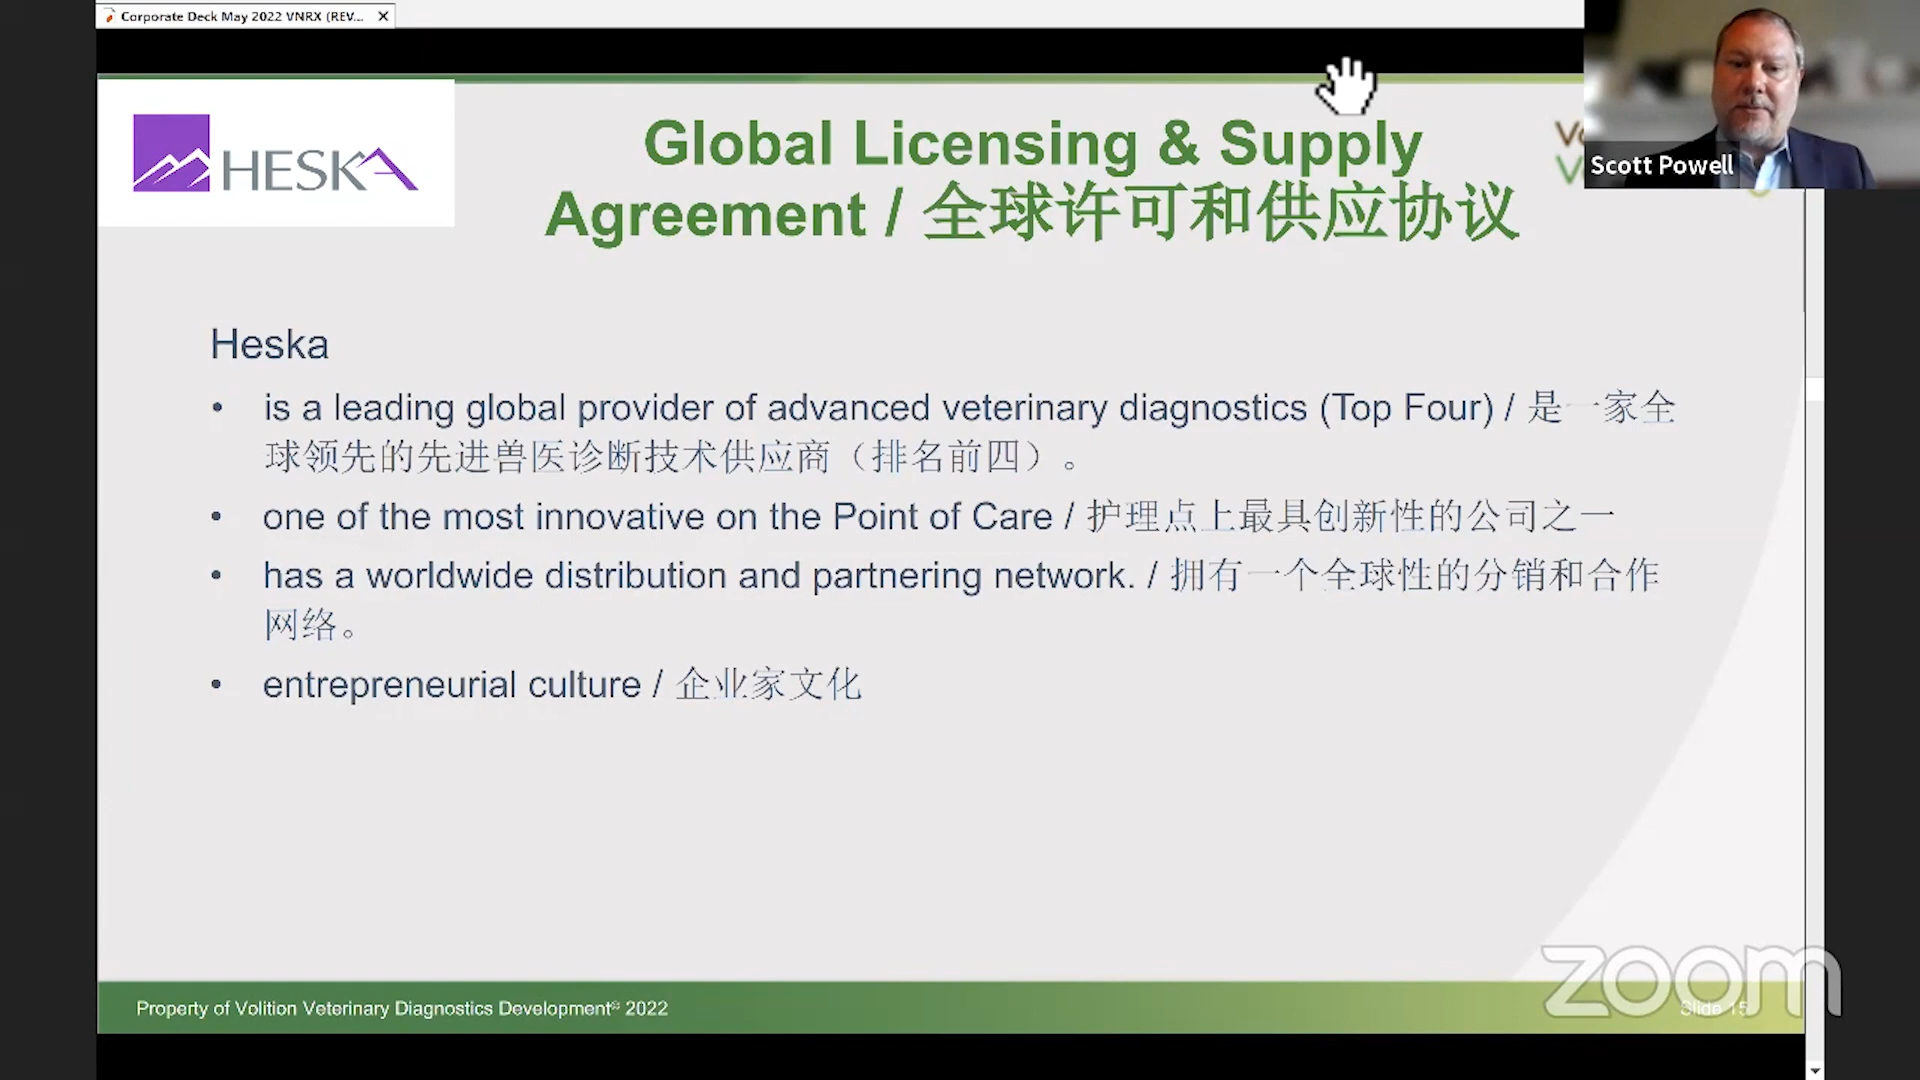 Corporate Deck May 2022 VNRX (REV...
HESKA
Global Licensing & Supply
Agreement / 全球许可和供应协议
Scott Powell
Heska
• is a leading global provider of advanced veterinary diagnostics (Top Four) / 是一家全
球领先的先进兽医诊断技术供应商（排名前四）。
• one of the most innovative on the Point of Care / 护理点上最具创新性的公司之一
• has a worldwide distribution and partnering network. / 拥有一个全球性的分销和合作
网络。
• entrepreneurial culture / 企业家文化
Property of Volition Veterinary Diagnostics Development© 2022
Slide 15
zoom